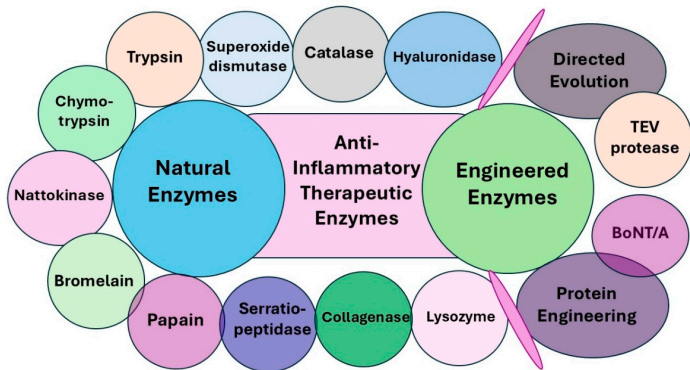 Trypsin
Superoxide
dismutase
Catalase
Hyaluronidase
Directed
Evolution
Chymo-
trypsin
TEV
protease
Natural
Enzymes
Anti-
Inflammatory
Therapeutic
Enzymes
Engineered
Enzymes
Nattokinase
BoNT/A
Bromelain
Papain
Serratio-
peptidase
Collagenase
Lysozyme
Protein
Engineering